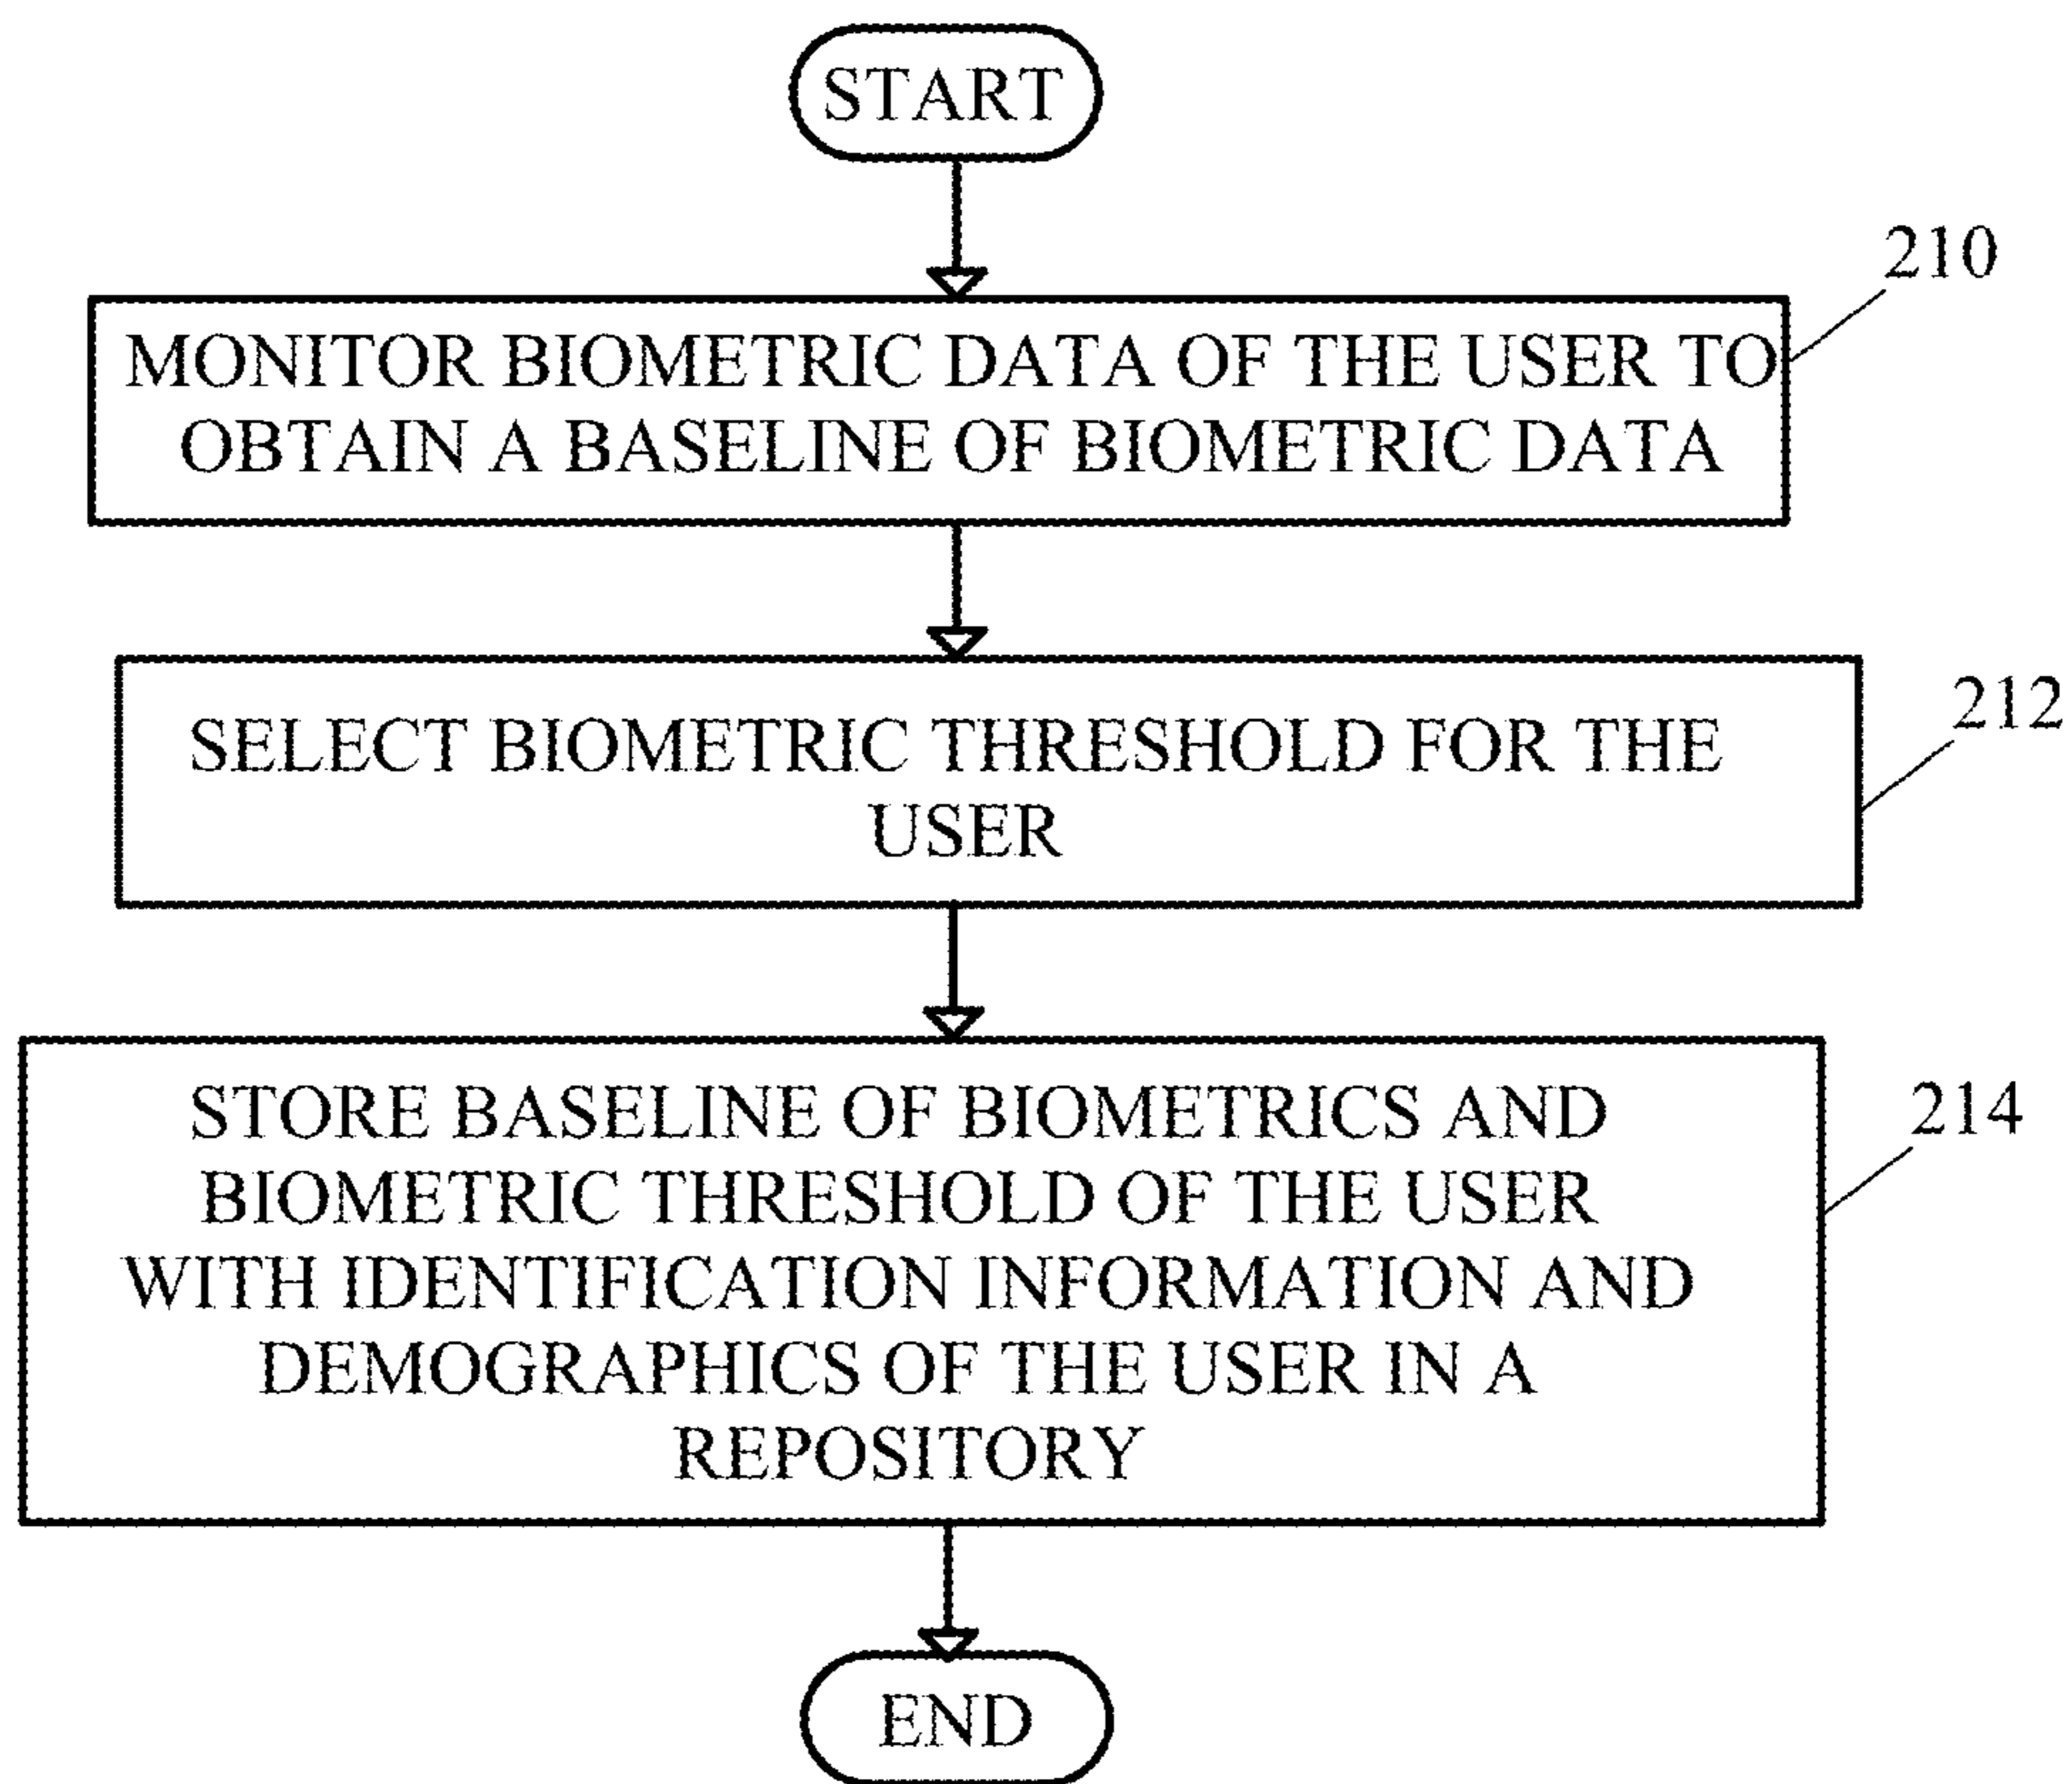 START
210
MONITOR BIOMETRIC DATA OF THE USER TO
OBTAIN A BASELINE OF BIOMETRIC DATA
212
SELECT BIOMETRIC THRESHOLD FOR THE
USER
214
STORE BASELINE OF BIOMETRICS AND
BIOMETRIC THRESHOLD OF THE USER
WITH IDENTIFICATION INFORMATION AND
DEMOGRAPHICS OF THE USER IN A
REPOSITORY
END